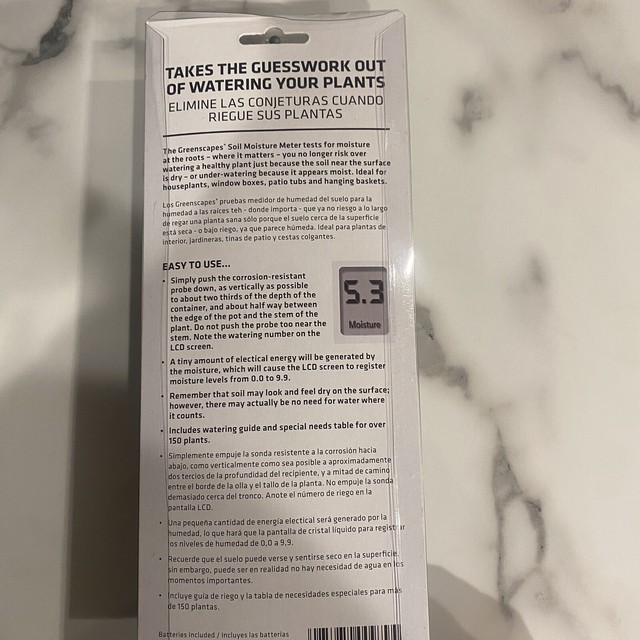 TAKES THE GUESSWORK OUT
OF WATERING YOUR PLANTS
ELIMINE LAS CONJETURAS CUANDO
RIEGUE SUS PLANTAS
The Greenscapes® Soil Moisture Meter tests for moisture
at the roots – where it matters – you no longer risk over
watering a healthy plant just because the soil near the surface
is dry – or under-watering because it appears moist. Ideal for
houseplants, window boxes, patio tubs and hanging baskets.
Los Greenscapes® pruebas medidor de humedad del suelo para la
humedad a las raíces teh - donde importa - que ya no riesgo a lo largo
de regar una planta sana sólo porque el suelo cerca de la superficie
está seca - o bajo riego, ya que parece húmeda. Ideal para plantas de
interior, jardineras, tinas de patio y cestas colgantes.
EASY TO USE...
• Simply push the corrosion-resistant
probe down, as vertically as possible
to about two thirds of the depth of the
container, and about half way between
the edge of the pot and the stem of the
plant. Do not push the probe too near the
stem. Note the watering number on the
LCD screen.
5.3
Moisture
• A tiny amount of electical energy will be generated by
the moisture, which will cause the LCD screen to register
moisture levels from 0.0 to 9.9.
• Remember that soil may look and feel dry on the surface;
however, there may actually be no need for water where
it counts.
• Includes watering guide and special needs table for over
150 plants.
• Simplemente empuje la sonda resistente a la corrosión hacia
abajo, como verticalmente como sea posible a aproximadamente
dos tercios de la profundidad del recipiente, y a mitad de camino
entre el borde de la olla y el tallo de la planta. No empuje la sonda
demasiado cerca del tronco. Anote el número de riego en la
pantalla LCD.
• Una pequeña cantidad de energía electical será generado por la
humedad, lo que hará que la pantalla de cristal líquido para registrar
los niveles de humedad de 0,0 a 9,9.
• Recuerde que el suelo puede verse y sentirse seco en la superficie,
sin embargo, puede ser en realidad no hay necesidad de agua en los
momentos importantes.
• Incluye guía de riego y la tabla de necesidades especiales para más
de 150 plantas.
Batteries included / incluyes las batterias